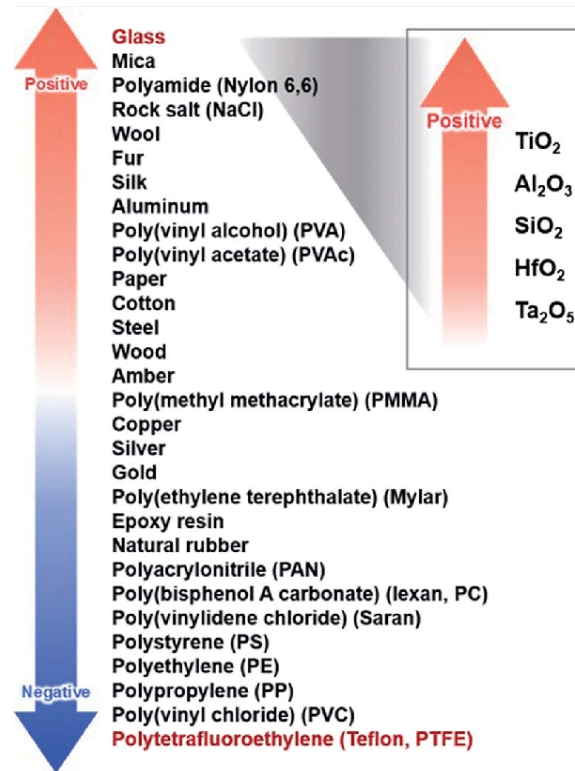 Glass
Mica
Positive
Polyamide (Nylon 6,6)
Rock salt (NaCl)
Wool
Fur
Silk
Aluminum
Poly(vinyl alcohol) (PVA)
Poly(vinyl acetate) (PVAc)
Paper
Cotton
Steel
Wood
Amber
Poly(methyl methacrylate) (PMMA)
Copper
Silver
Gold
Poly(ethylene terephthalate) (Mylar)
Epoxy resin
Natural rubber
Polyacrylonitrile (PAN)
Poly(bisphenol A carbonate) (lexan, PC)
Poly(vinylidene chloride) (Saran)
Polystyrene (PS)
Polyethylene (PE)
Negative
Polypropylene (PP)
Poly(vinyl chloride) (PVC)
Polytetrafluoroethylene (Teflon, PTFE)
Positive
TiO₂
Al₂O₃
SiO₂
HfO₂
Ta₂O₅